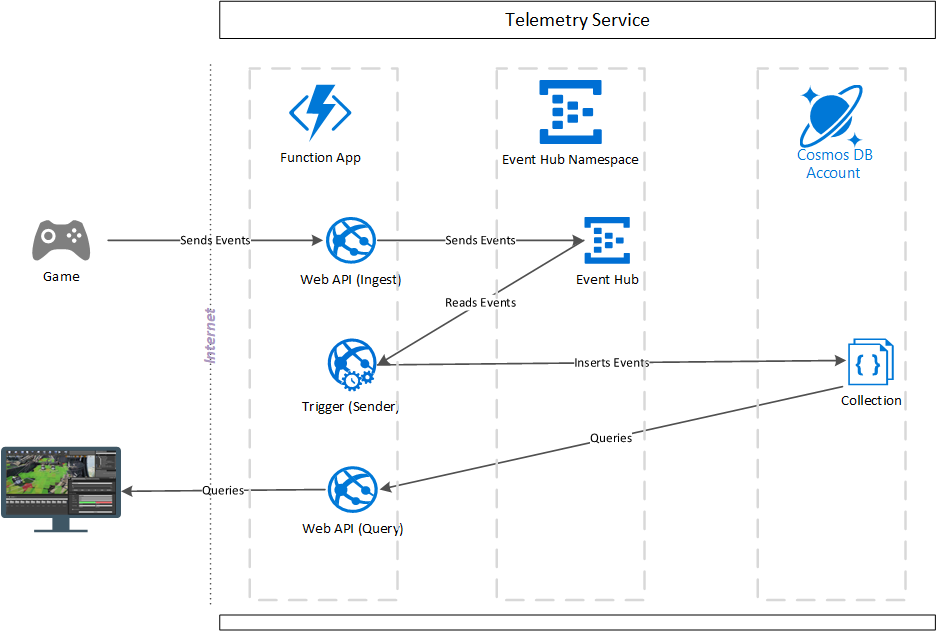 Telemetry Service
Function App
Event Hub Namespace
Cosmos DB
Account
Sends Events
Sends Events
Game
Web API (Ingest)
Event Hub
Reads Events
Internet
Inserts Events
Trigger (Sender)
Collection
Queries
Queries
Web API (Query)